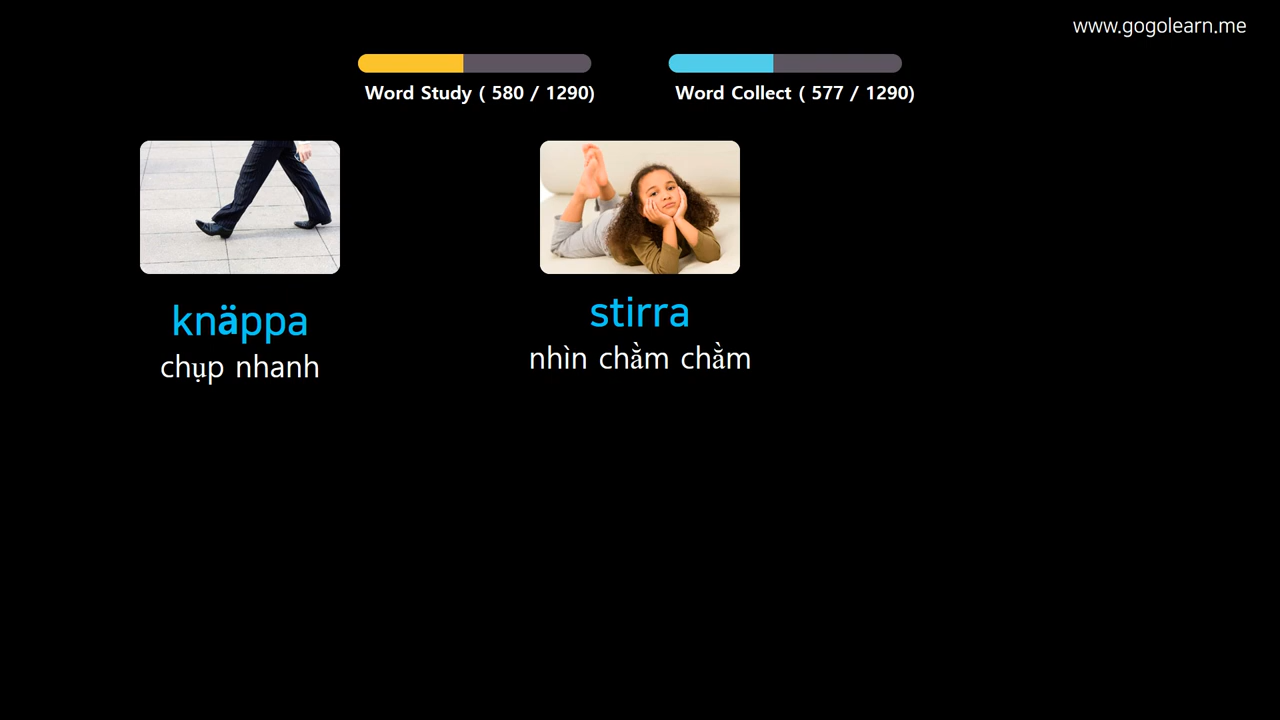 www.gogolearn.me
Word Study ( 580 / 1290)
Word Collect ( 577 / 1290)
knäppa
chụp nhanh
stirra
nhìn chằm chằm